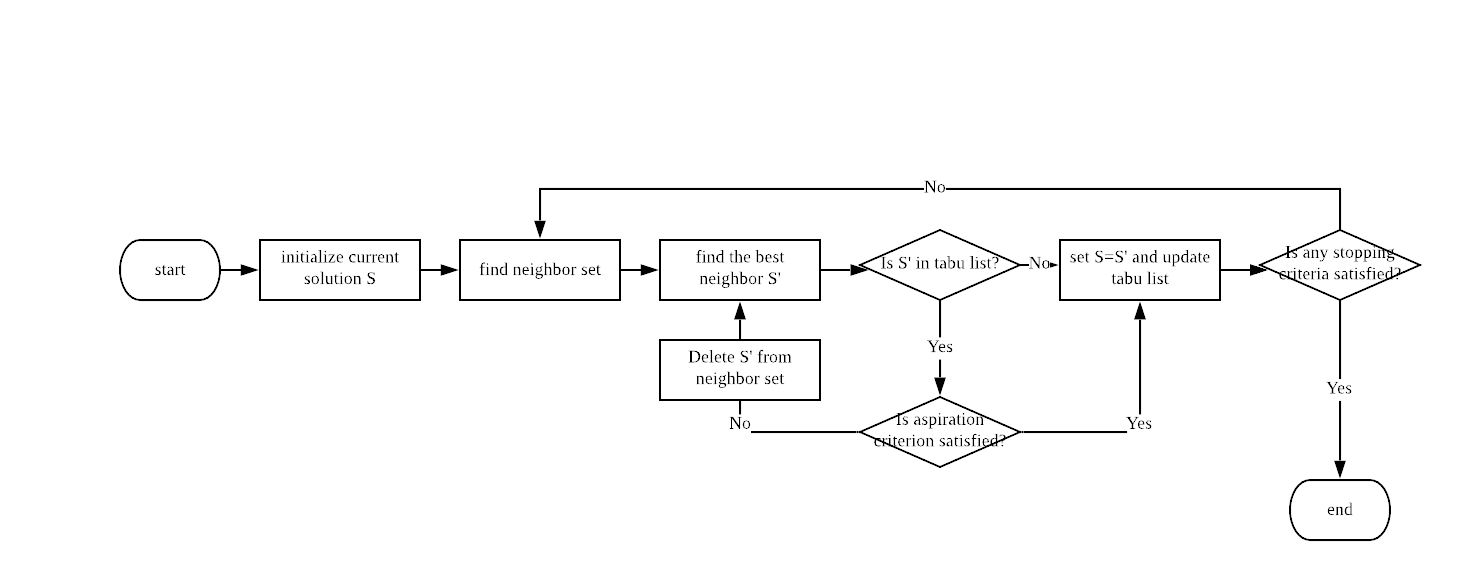 No
start
initialize current
solution S
find neighbor set
find the best
neighbor S'
Is S' in tabu list?
No
set S=S' and update
tabu list
Is any stopping
criteria satisfied?
Delete S' from
neighbor set
Yes
Yes
No
Is aspiration
criterion satisfied?
Yes
end